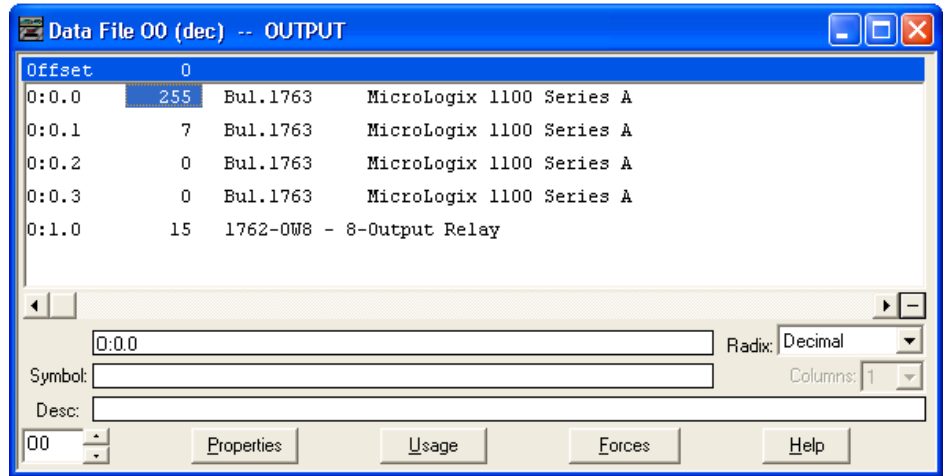 Data File O0 (dec) -- OUTPUT
Offset 0
O:0.0 255 Bul.1763 MicroLogix 1100 Series A
O:0.1 7 Bul.1763 MicroLogix 1100 Series A
O:0.2 0 Bul.1763 MicroLogix 1100 Series A
O:0.3 0 Bul.1763 MicroLogix 1100 Series A
O:1.0 15 1762-OW8 - 8-Output Relay
O:0.0 Radix: Decimal
Symbol: Columns: 1
Desc:
O0 Properties Usage Forces Help